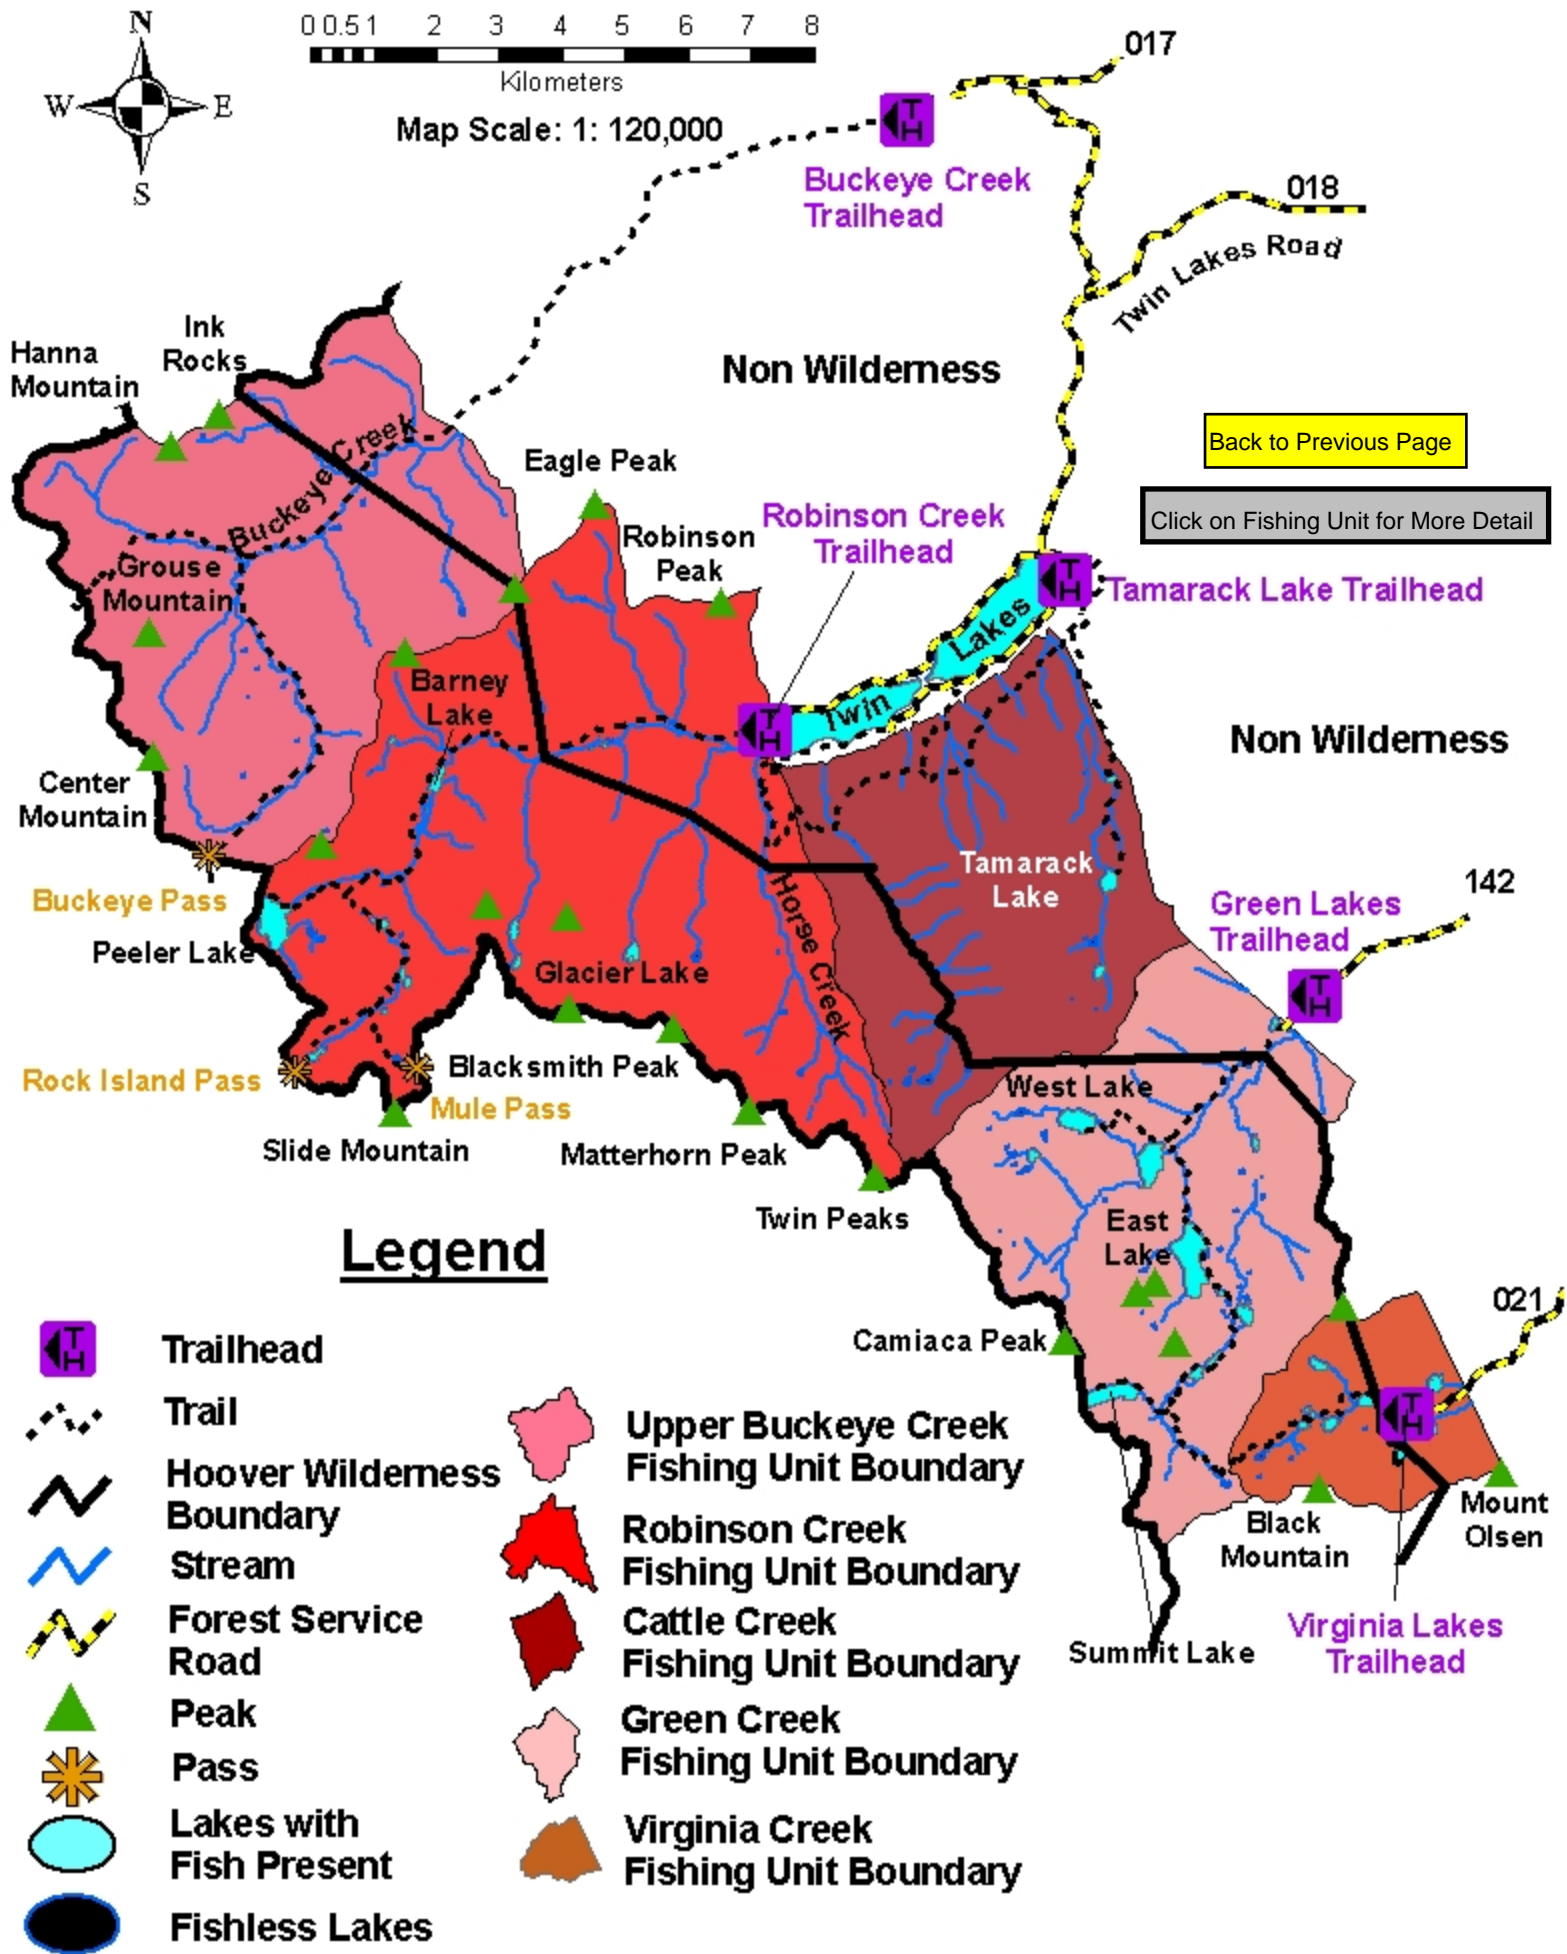 N
W E
S
0 0.5 1 2 3 4 5 6 7 8
Kilometers
Map Scale: 1: 120,000
017
Buckeye Creek
Trailhead
018
Twin Lakes Road
Ink
Rocks
Hanna
Mountain
Non Wilderness
Back to Previous Page
Click on Fishing Unit for More Detail
Buckeye Creek
Eagle Peak
Robinson
Peak
Robinson Creek
Trailhead
TH
Tamarack Lake Trailhead
Grouse
Mountain
Twin Lakes
Barney
Lake
Non Wilderness
Center
Mountain
Tamarack
Lake
142
Green Lakes
Trailhead
Buckeye Pass
Peeler Lake
Horse Creek
Glacier Lake
Rock Island Pass
Blacksmith Peak
Mule Pass
West Lake
Slide Mountain
Matterhorn Peak
Twin Peaks
East
Lake
Camiaca Peak
021
Mount
Olsen
Black
Mountain
Virginia Lakes
Trailhead
Summit Lake
Legend
TH
Trailhead
Trail
Hoover Wilderness
Boundary
Stream
Forest Service
Road
Peak
Pass
Lakes with
Fish Present
Fishless Lakes
Upper Buckeye Creek
Fishing Unit Boundary
Robinson Creek
Fishing Unit Boundary
Cattle Creek
Fishing Unit Boundary
Green Creek
Fishing Unit Boundary
Virginia Creek
Fishing Unit Boundary